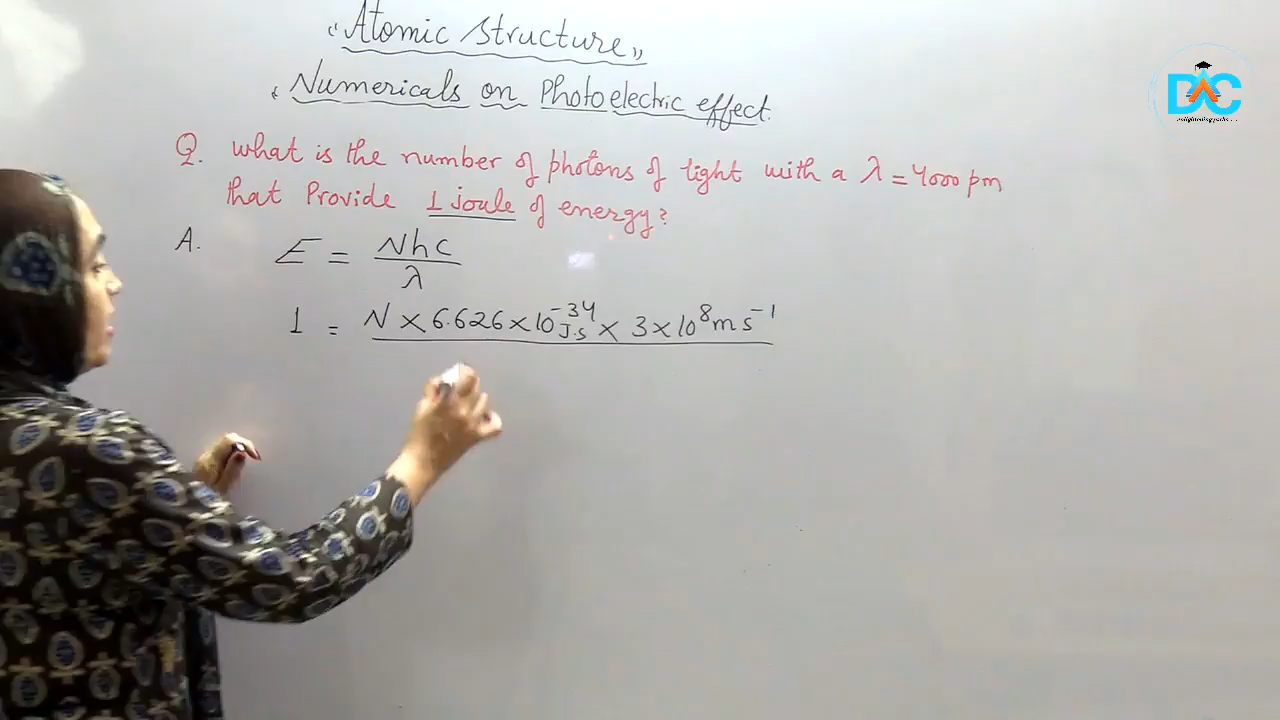 "Atomic Structure"
Numericals on Photoelectric effect.
Q. What is the number of photons of light with a λ = 4000 pm
that Provide 1 joule of energy?
A. E = Nhc / λ
1 = N × 6.626 × 10⁻³⁴ J.s × 3 × 10⁸ m s⁻¹
DAC